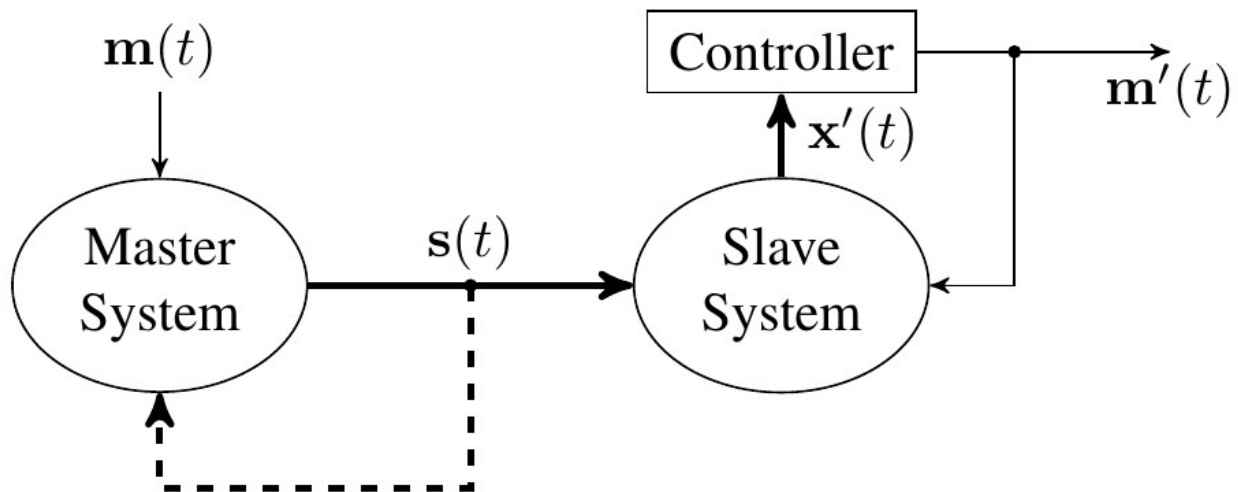 m(t)
Controller
m′(t)
x′(t)
s(t)
Master
System
Slave
System